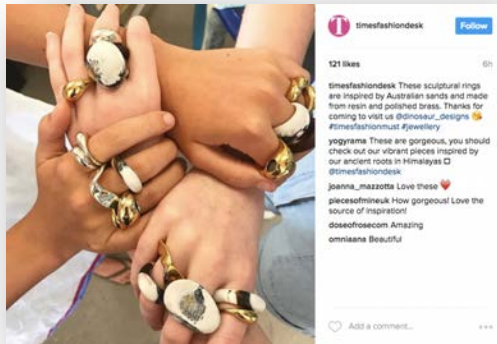 T
timesfashiondesk
Follow
121 likes
6h
timesfashiondesk These sculptural rings
are inspired by Australian sands and made
from resin and polished brass. Thanks for
coming to visit us @dinosaur_designs 😘
#timesfashionmust #jewellery
yogyrama These are gorgeous, you should
check out our vibrant pieces inspired by
our ancient roots in Himalayas □
@timesfashiondesk
joanna_mazzotta Love these ❤️
piecesofmineuk How gorgeous! Love the
source of inspiration!
doseofrosecom Amazing
omnisans Beautiful
Add a comment...